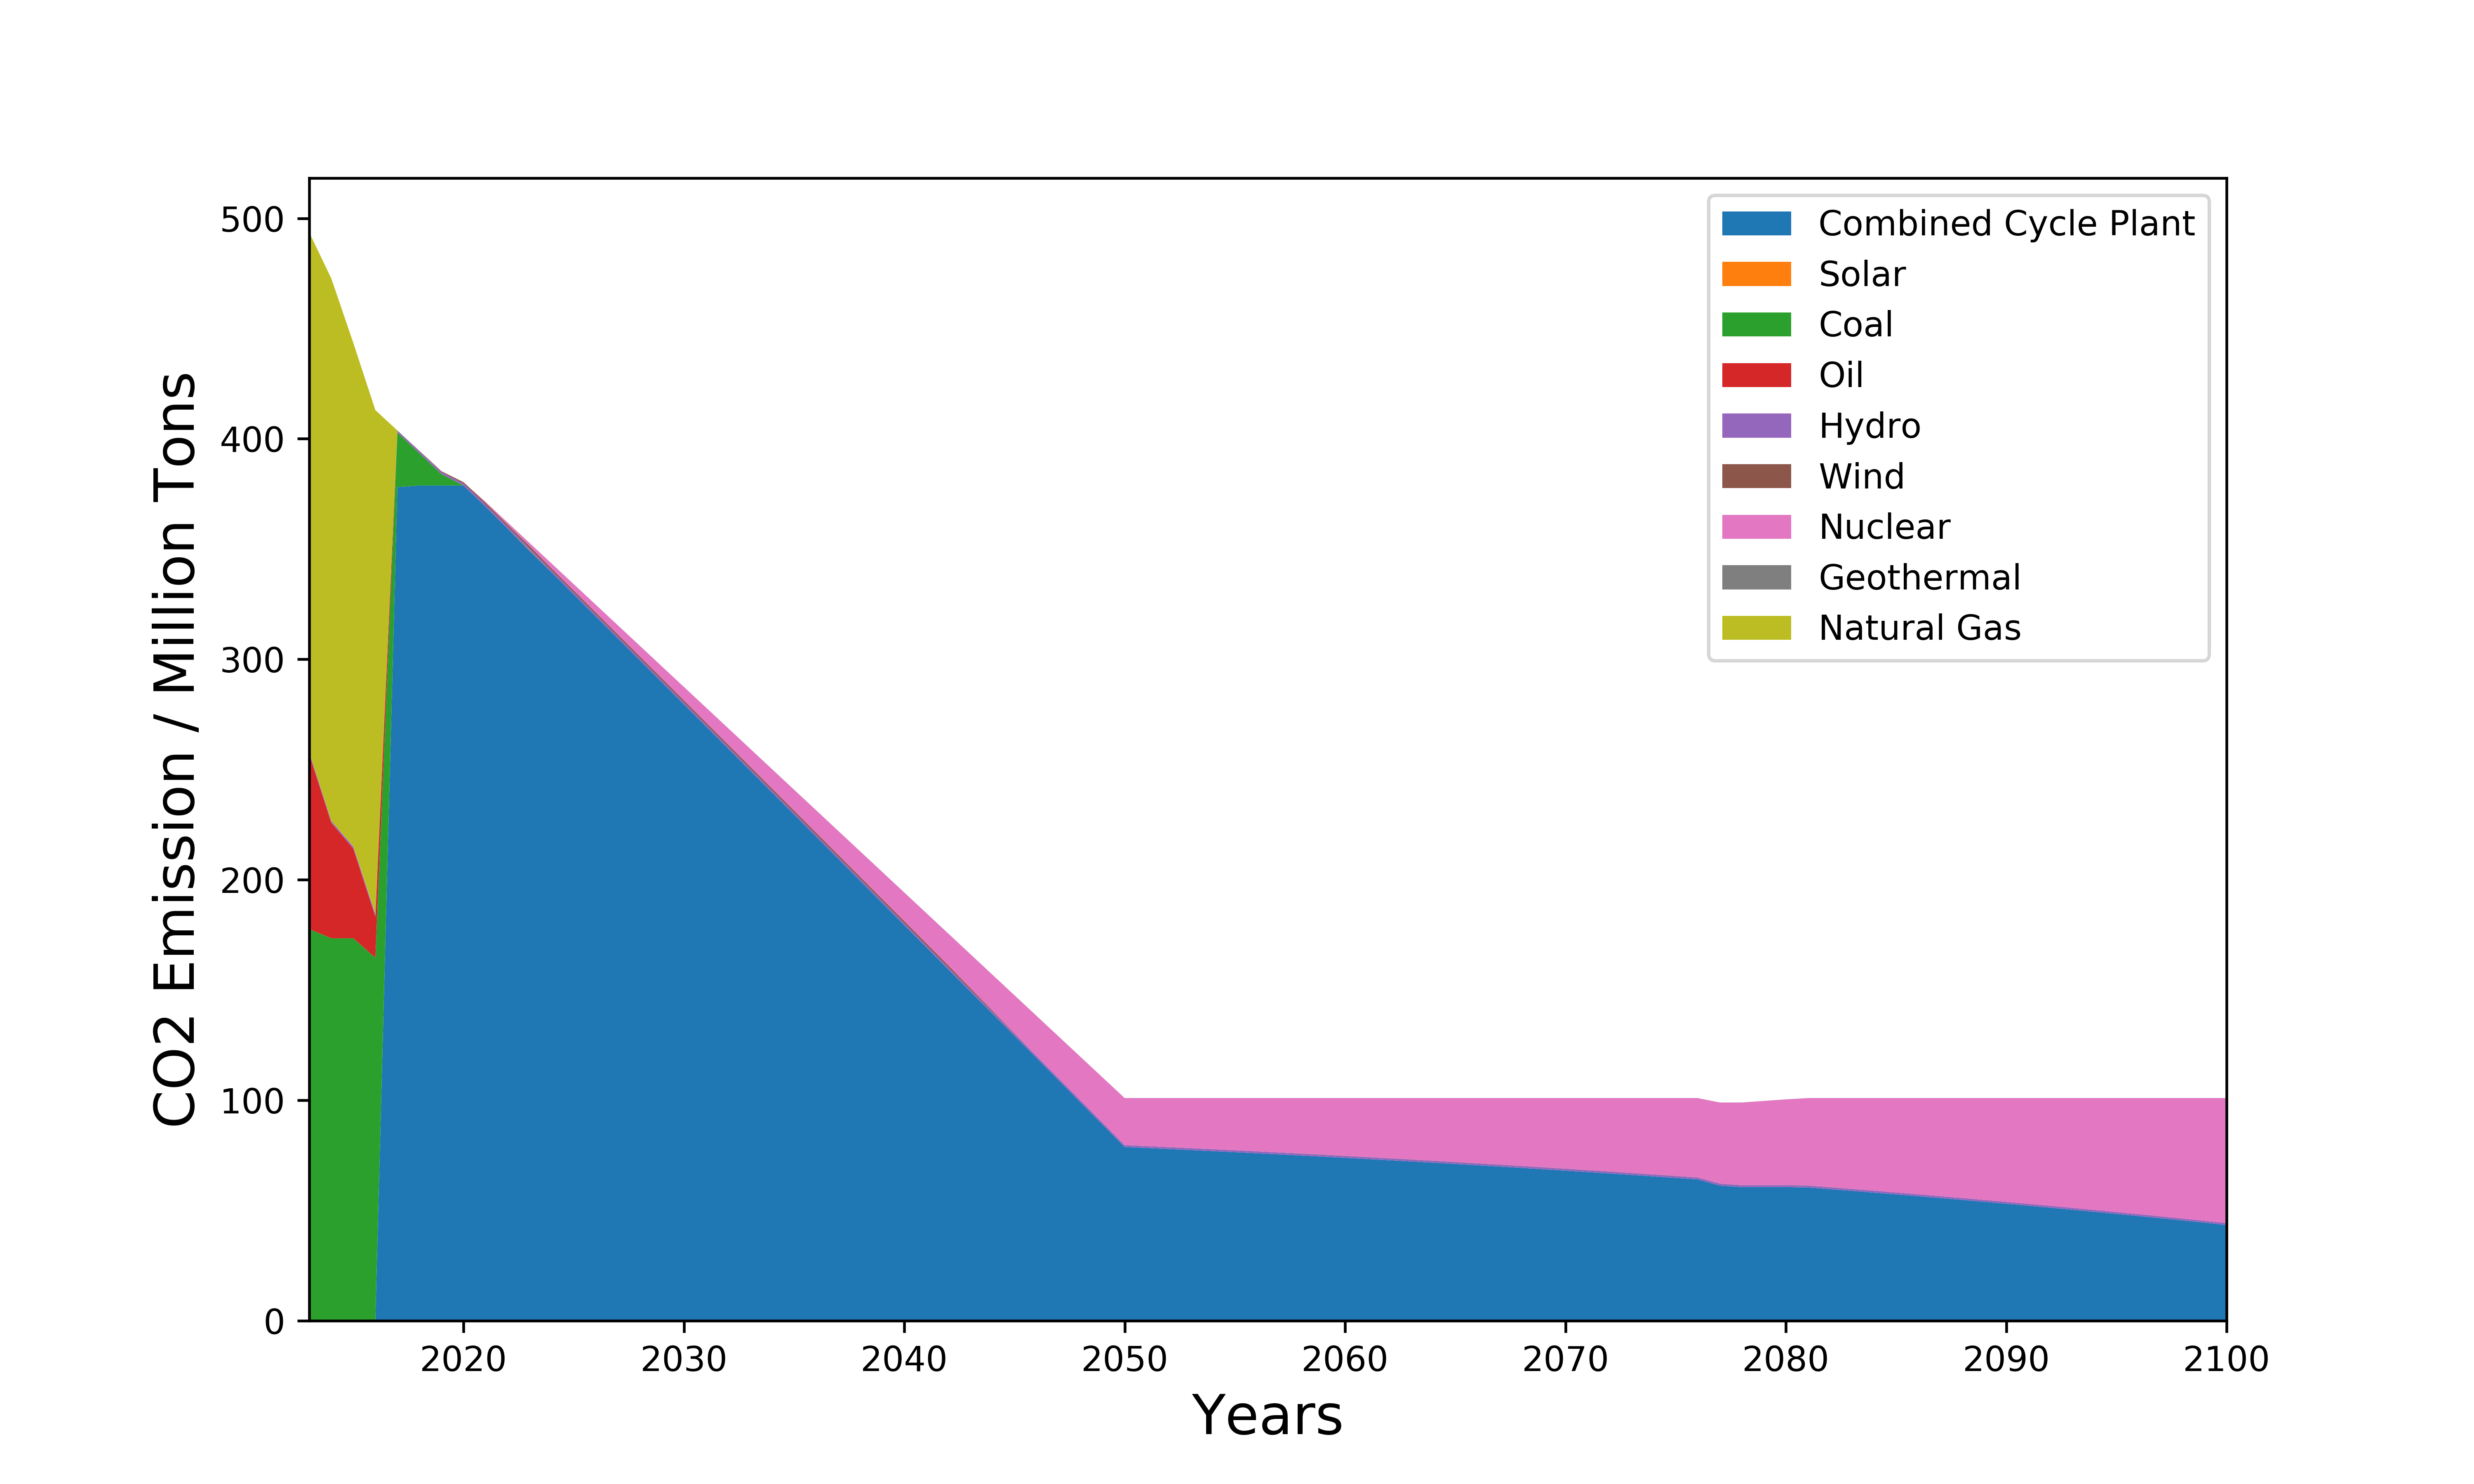 500
400
300
200
100
0
CO2 Emission / Million Tons
Combined Cycle Plant
Solar
Coal
Oil
Hydro
Wind
Nuclear
Geothermal
Natural Gas
2020 2030 2040 2050 2060 2070 2080 2090 2100
Years